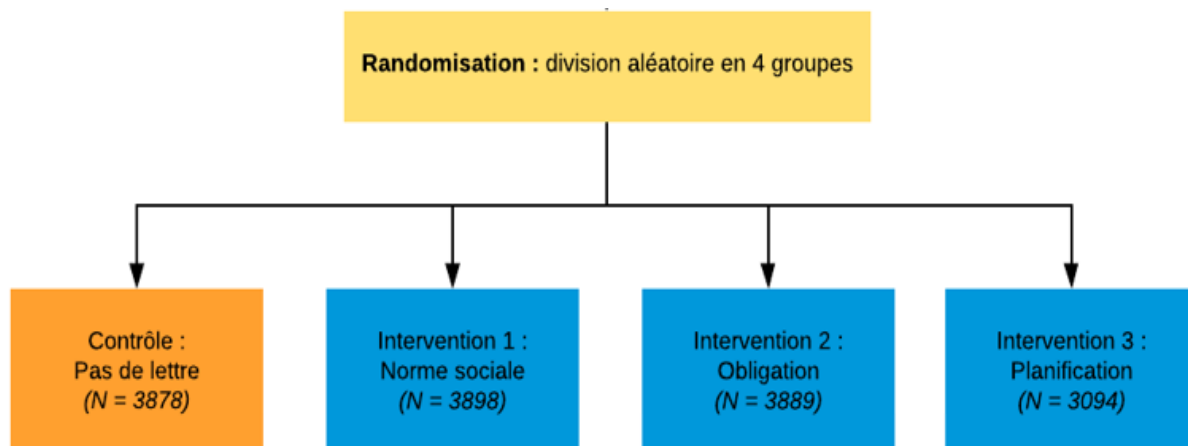 Randomisation : division aléatoire en 4 groupes
Contrôle :
Pas de lettre
(N = 3878)
Intervention 1 :
Norme sociale
(N = 3898)
Intervention 2 :
Obligation
(N = 3889)
Intervention 3 :
Planification
(N = 3094)